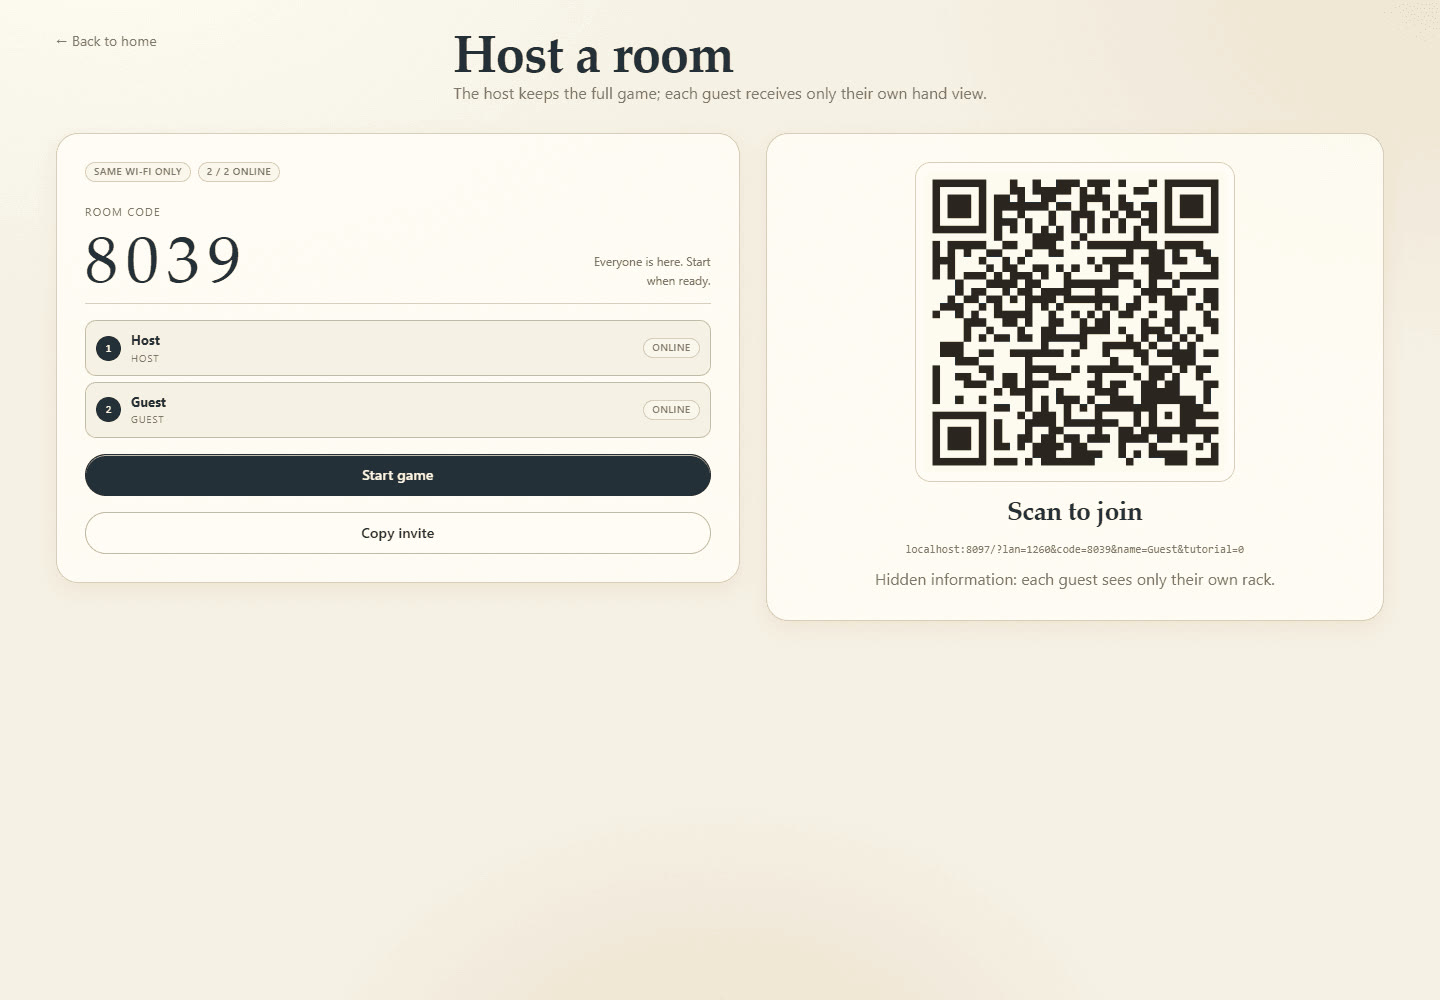 ← Back to home
Host a room
The host keeps the full game; each guest receives only their own hand view.
SAME WI-FI ONLY
2 / 2 ONLINE
ROOM CODE
8039
Everyone is here. Start
when ready.
1
Host
HOST
ONLINE
2
Guest
GUEST
ONLINE
Start game
Copy invite
Scan to join
localhost:8097/?lan=1260&code=8039&name=Guest&tutorial=0
Hidden information: each guest sees only their own rack.